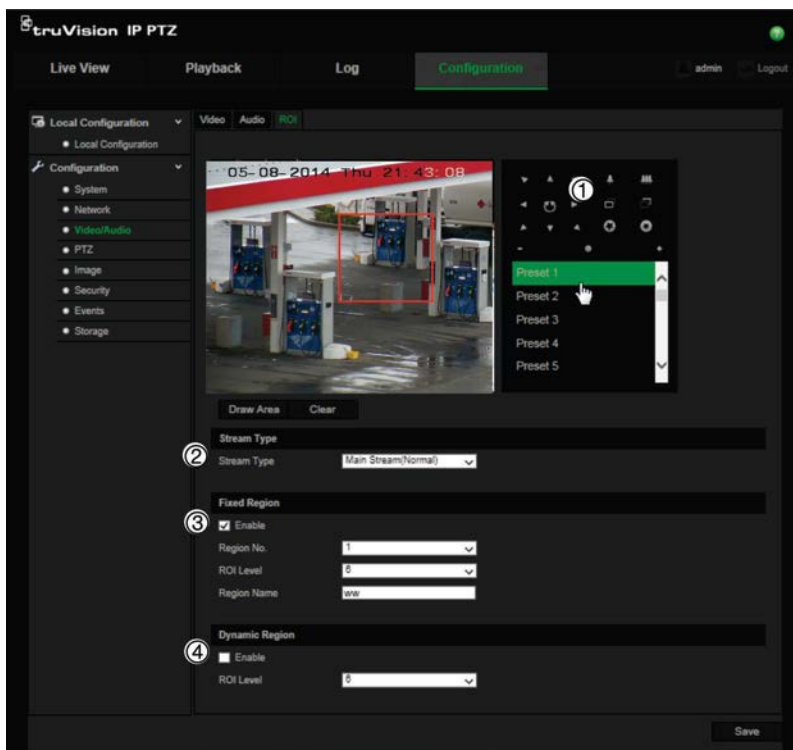 truVision IP PTZ
?
Live View Playback Log Configuration admin Logout
Local Configuration
Local Configuration
Configuration
System
Network
Video/Audio
PTZ
Image
Security
Events
Storage
Video Audio ROI
05-08-2014 Thu 21:43:08
1
Preset 1
Preset 2
Preset 3
Preset 4
Preset 5
Draw Area Clear
Stream Type
2
Stream Type Main Stream(Normal)
Fixed Region
3
Enable
Region No. 1
ROI Level 6
Region Name ww
Dynamic Region
4
Enable
ROI Level 6
Save